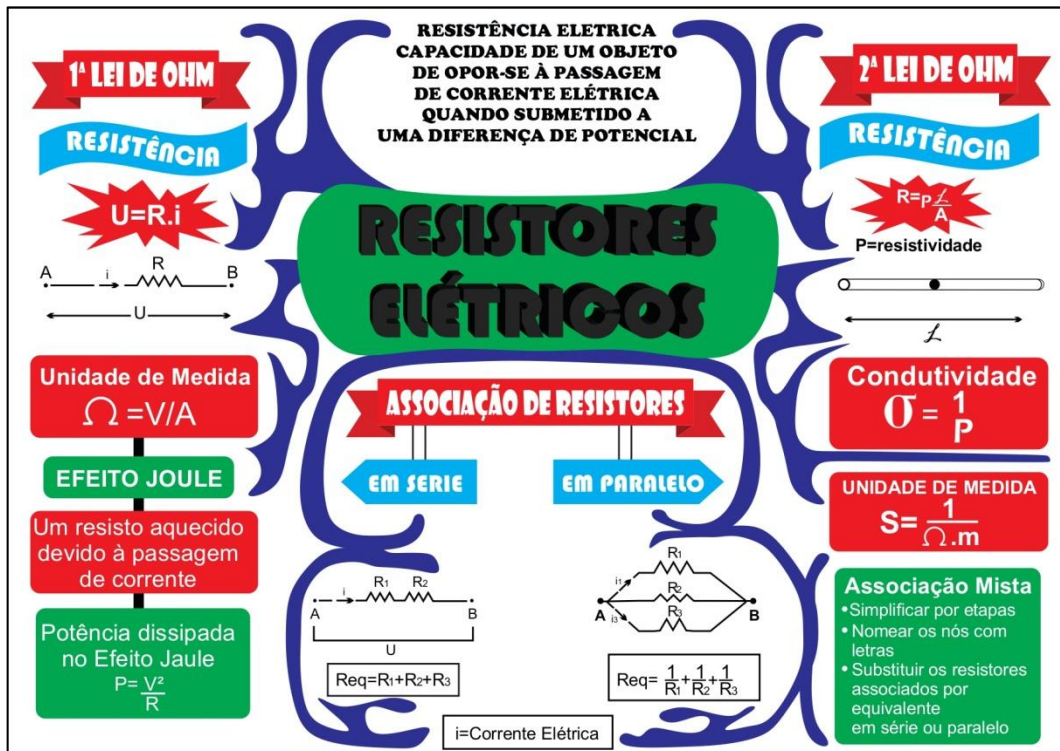 RESISTÊNCIA ELETRICA
CAPACIDADE DE UM OBJETO
DE OPOR-SE À PASSAGEM
DE CORRENTE ELÉTRICA
QUANDO SUBMETIDO A
UMA DIFERENÇA DE POTENCIAL
RESISTORES
ELÉTRICOS
1ª LEI DE OHM
RESISTÊNCIA
U=R.i
A i R B
U
Unidade de Medida
Ω =V/A
EFEITO JOULE
Um resisto aquecido
devido à passagem
de corrente
Potência dissipada
no Efeito Jaule
P= V²
R
ASSOCIAÇÃO DE RESISTORES
EM SERIE
EM PARALELO
R₁ R₂
i
A B
U
Req=R₁+R₂+R₃
R₁
i₁
R₂
A B
R₃
i₃
Req= 1/R₁ + 1/R₂ + 1/R₃
i=Corrente Elétrica
2ª LEI DE OHM
RESISTÊNCIA
R=P ℒ/A
P=resistividade
ℒ
Condutividade
σ = 1/P
UNIDADE DE MEDIDA
S= 1/Ω.m
Associação Mista
•Simplificar por etapas
•Nomear os nós com
letras
•Substituir os resistores
associados por
equivalente
em série ou paralelo